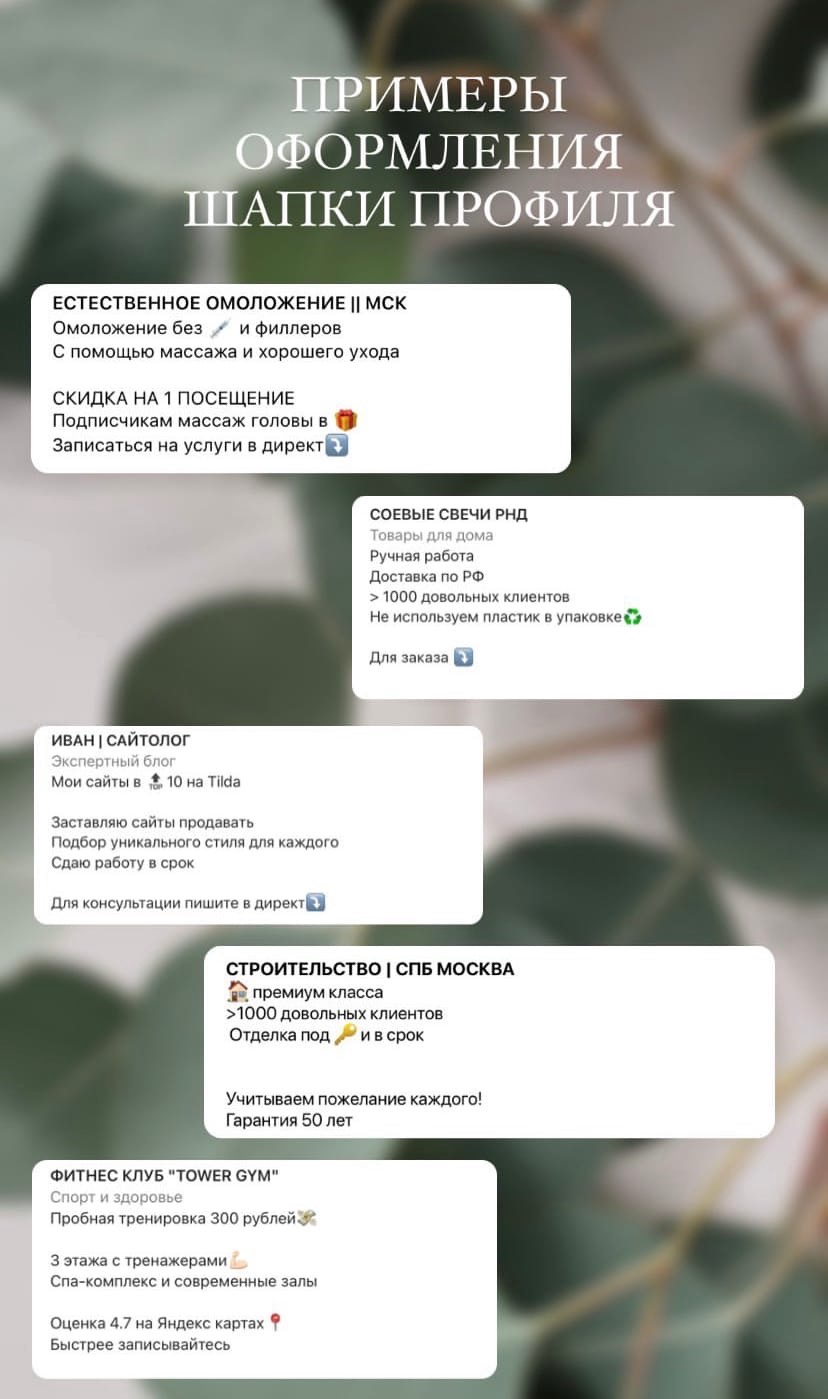 ПРИМЕРЫ
ОФОРМЛЕНИЯ
ШАПКИ ПРОФИЛЯ
ЕСТЕСТВЕННОЕ ОМОЛОЖЕНИЕ || МСК
Омоложение без 💉 и филлеров
С помощью массажа и хорошего ухода
СКИДКА НА 1 ПОСЕЩЕНИЕ
Подписчикам массаж головы в 🎁
Записаться на услуги в директ⤵️
СОЕВЫЕ СВЕЧИ РНД
Товары для дома
Ручная работа
Доставка по РФ
> 1000 довольных клиентов
Не используем пластик в упаковке♻️
Для заказа ⤵️
ИВАН | САЙТОЛОГ
Экспертный блог
Мои сайты в 🔝 10 на Tilda
Заставляю сайты продавать
Подбор уникального стиля для каждого
Сдаю работу в срок
Для консультации пишите в директ⤵️
СТРОИТЕЛЬСТВО | СПБ МОСКВА
🏠 премиум класса
>1000 довольных клиентов
Отделка под 🔑 и в срок
Учитываем пожелание каждого!
Гарантия 50 лет
ФИТНЕС КЛУБ "TOWER GYM"
Спорт и здоровье
Пробная тренировка 300 рублей💸
3 этажа с тренажерами💪🏻
Спа-комплекс и современные залы
Оценка 4.7 на Яндекс картах📍
Быстрее записывайтесь